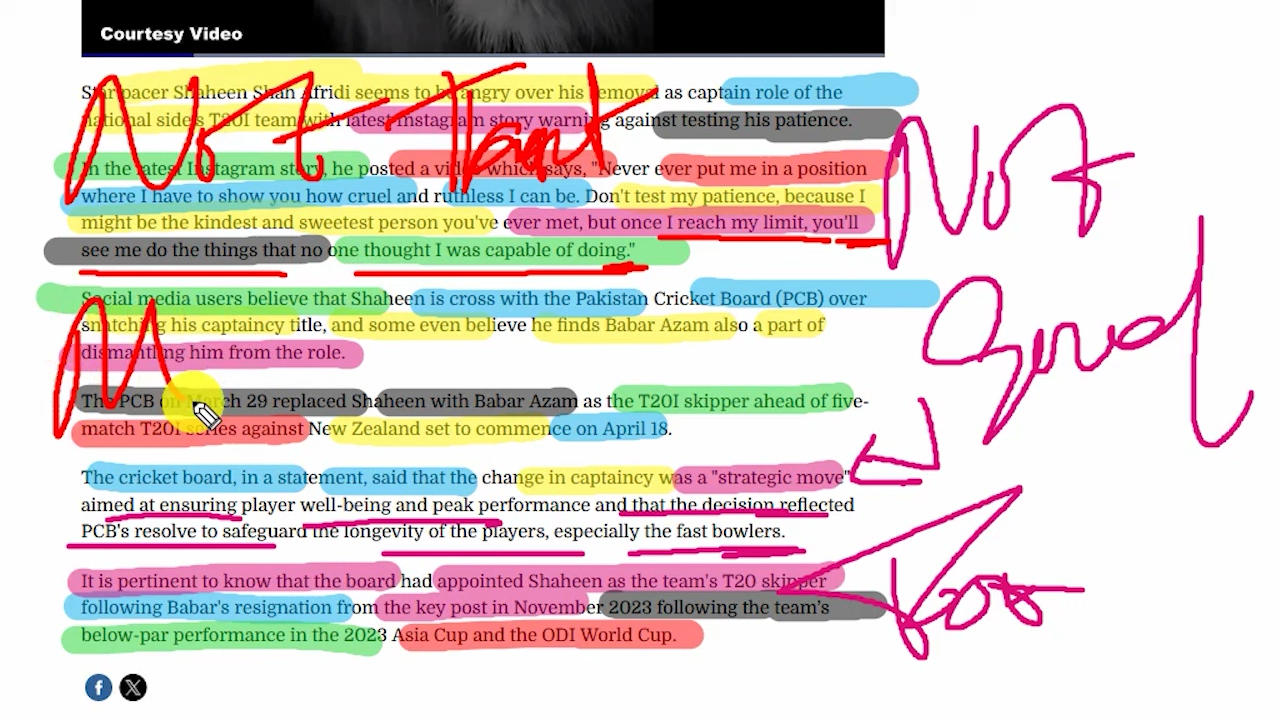 Courtesy Video
Star pacer Shaheen Shah Afridi seems to be angry over his removal as captain role of the
national side's T20I team with latest Instagram story warning against testing his patience.
In the latest Instagram story, he posted a video which says, "Never ever put me in a position
where I have to show you how cruel and ruthless I can be. Don't test my patience, because I
might be the kindest and sweetest person you've ever met, but once I reach my limit, you'll
see me do the things that no one thought I was capable of doing."
Social media users believe that Shaheen is cross with the Pakistan Cricket Board (PCB) over
snatching his captaincy title, and some even believe he finds Babar Azam also a part of
dismantling him from the role.
The PCB on March 29 replaced Shaheen with Babar Azam as the T20I skipper ahead of five-
match T20I series against New Zealand set to commence on April 18.
The cricket board, in a statement, said that the change in captaincy was a "strategic move"
aimed at ensuring player well-being and peak performance and that the decision reflected
PCB's resolve to safeguard the longevity of the players, especially the fast bowlers.
It is pertinent to know that the board had appointed Shaheen as the team's T20 skipper
following Babar's resignation from the key post in November 2023 following the team's
below-par performance in the 2023 Asia Cup and the ODI World Cup.
Not
Not